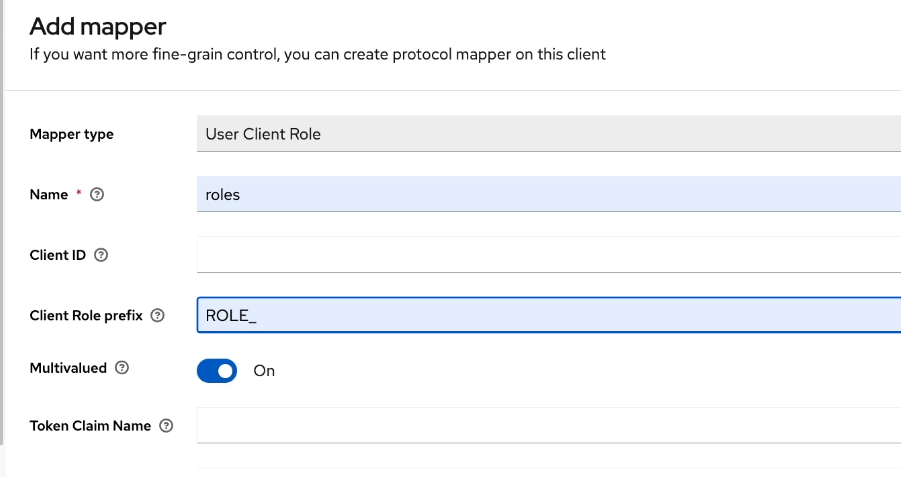 Add mapper
If you want more fine-grain control, you can create protocol mapper on this client
Mapper type
User Client Role
Name *
roles
Client ID
Client Role prefix
ROLE_
Multivalued
On
Token Claim Name